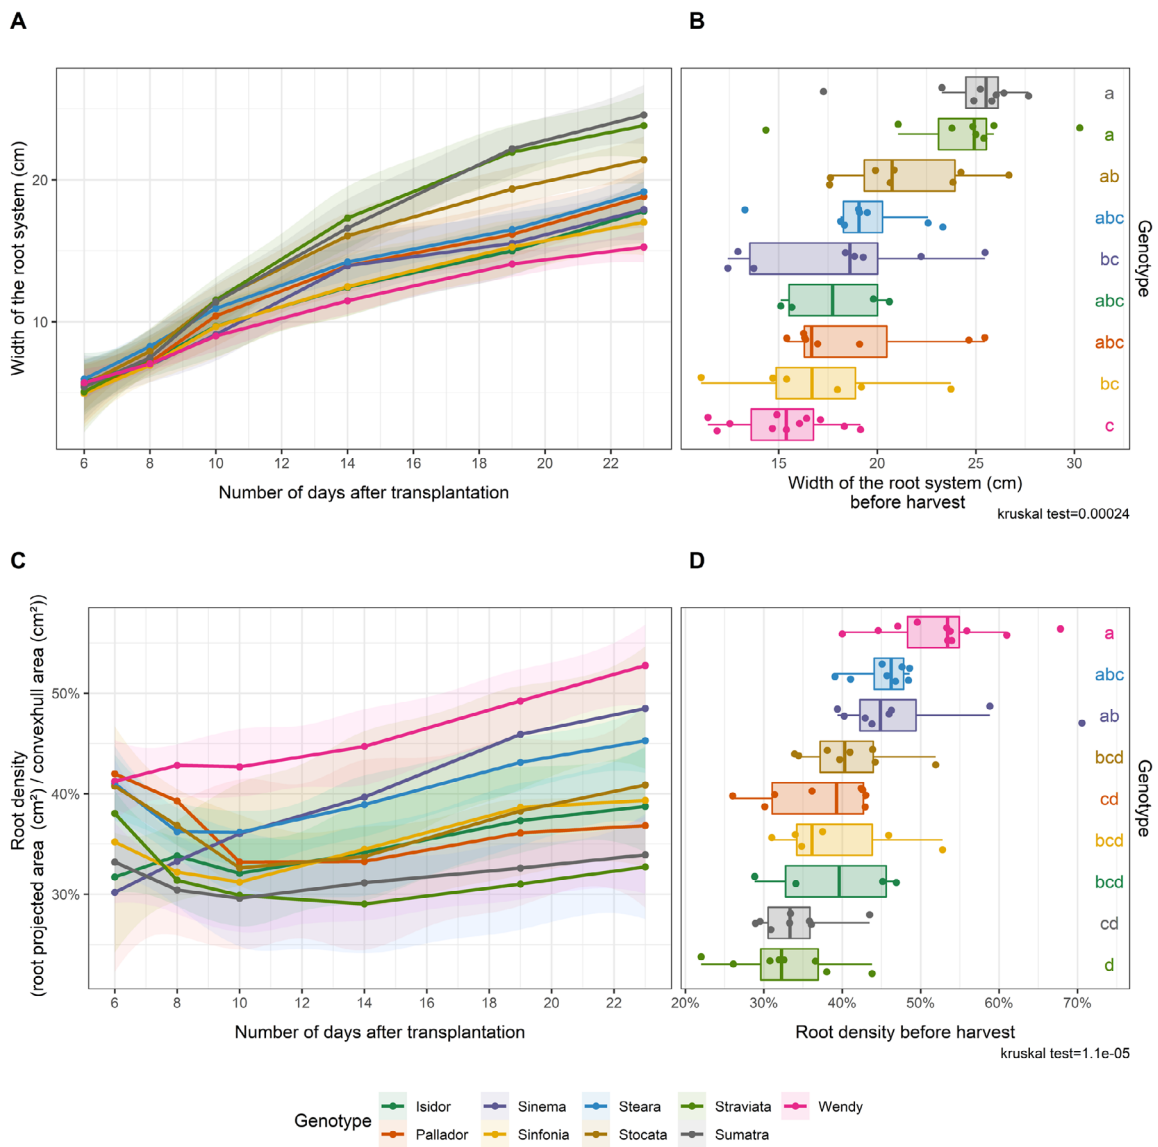 A
B
Width of the root system (cm)
20
10
6 8 10 12 14 16 18 20 22
Number of days after transplantation
a
a
ab
abc
bc
abc
abc
bc
c
Genotype
15 20 25 30
Width of the root system (cm)
before harvest
kruskal test=0.00024
C
D
Root density
(root projected area (cm²) / convexhull area (cm²))
50%
40%
30%
6 8 10 12 14 16 18 20 22
Number of days after transplantation
a
abc
ab
bcd
cd
bcd
bcd
cd
d
Genotype
20% 30% 40% 50% 60% 70%
Root density before harvest
kruskal test=1.1e-05
Genotype
Isidor Sinema Steara Straviata Wendy
Pallador Sinfonia Stocata Sumatra